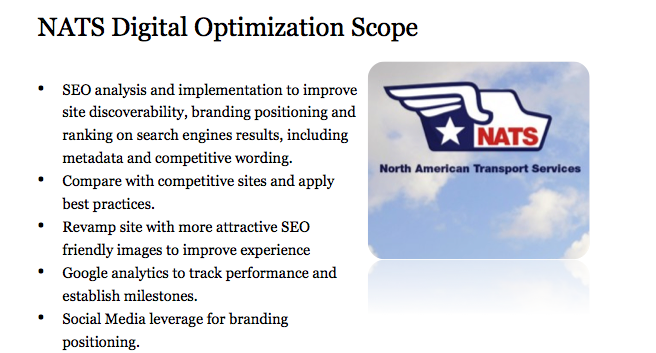 NATS Digital Optimization Scope
• SEO analysis and implementation to improve
site discoverability, branding positioning and
ranking on search engines results, including
metadata and competitive wording.
• Compare with competitive sites and apply
best practices.
• Revamp site with more attractive SEO
friendly images to improve experience
• Google analytics to track performance and
establish milestones.
• Social Media leverage for branding
positioning.
NATS
North American Transport Services